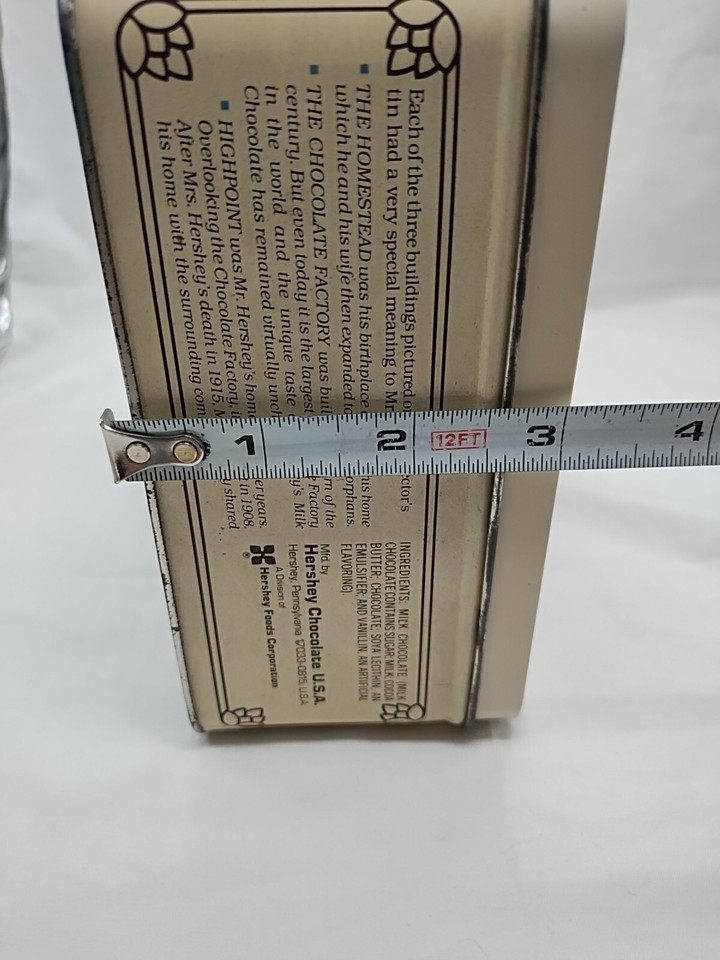 Each of the three buildings pictured o
tin had a very special meaning to Mr
ctor's
▪ THE HOMESTEAD was his birthplace
his home
which he and his wife then expanded to
orphans.
▪ THE CHOCOLATE FACTORY was buil
rn of the
century. But even today it is the largest
e Factory
in the world and the unique taste
y's. Milk
Chocolate has remained virtually unch
▪ HIGHPOINT was Mr. Hershey's home
er years.
Overlooking the Chocolate Factory, i
in 1908.
After Mrs. Hershey's death in 1915, M
y shared
his home with the surrounding com
INGREDIENTS: MILK CHOCOLATE (MILK
CHOCOLATE CONTAINS SUGAR; MILK; COCOA
BUTTER; CHOCOLATE; SOYA LECITHIN, AN
EMULSIFIER; AND VANILLIN, AN ARTIFICIAL
FLAVORING).
Mfd. by
Hershey Chocolate U.S.A.
Hershey, Pennsylvania 17033-0815, U.S.A.
A Division of
Hershey Foods Corporation
®
1 2 12FT 3 4